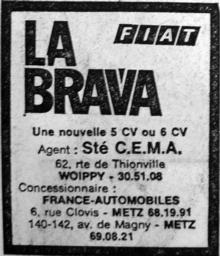 FIAT
LA
BRAVA
Une nouvelle 5 CV ou 6 CV
Agent : Sté C.E.M.A.
62, rte de Thionville
WOIPPY - 30.51.08
Concessionnaire :
FRANCE-AUTOMOBILES
6, rue Clovis - METZ 68.19.91
140-142, av. de Magny - METZ
69.08.21